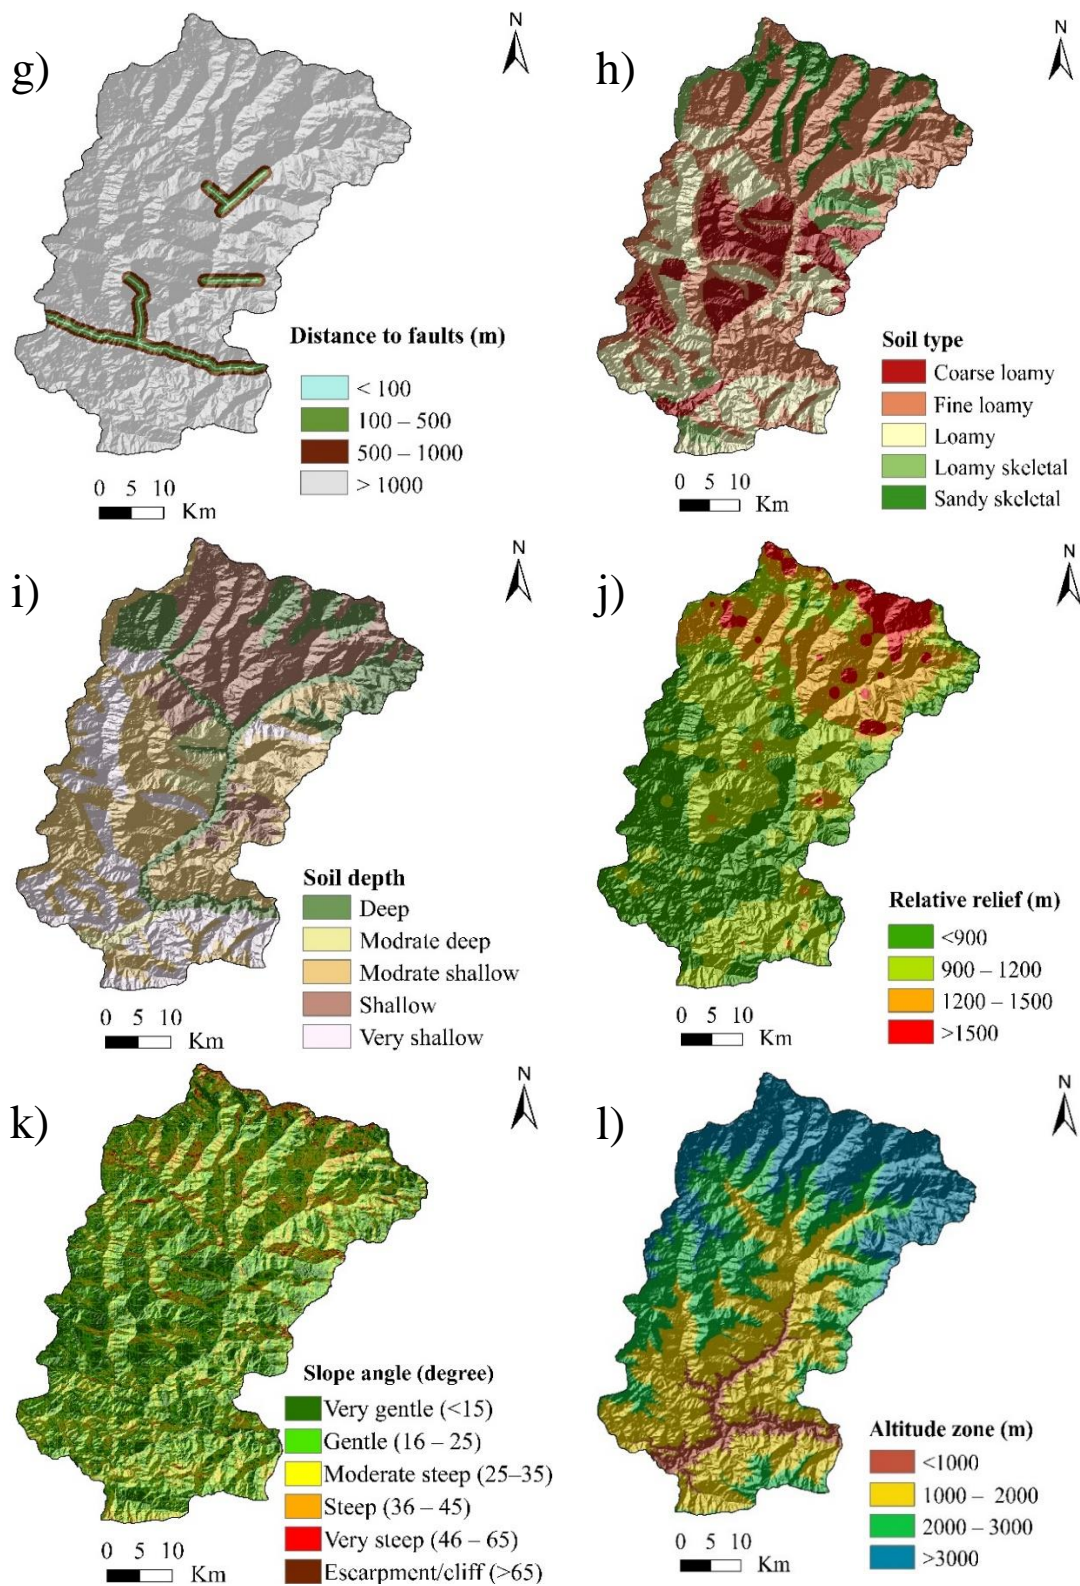 g)
N
Distance to faults (m)
< 100
100 – 500
500 – 1000
> 1000
0 5 10
Km
h)
N
Soil type
Coarse loamy
Fine loamy
Loamy
Loamy skeletal
Sandy skeletal
0 5 10
Km
i)
N
Soil depth
Deep
Modrate deep
Modrate shallow
Shallow
Very shallow
0 5 10
Km
j)
N
Relative relief (m)
<900
900 – 1200
1200 – 1500
>1500
0 5 10
Km
k)
N
Slope angle (degree)
Very gentle (<15)
Gentle (16 – 25)
Moderate steep (25–35)
Steep (36 – 45)
Very steep (46 – 65)
Escarpment/cliff (>65)
0 5 10
Km
l)
N
Altitude zone (m)
<1000
1000 – 2000
2000 – 3000
>3000
0 5 10
Km